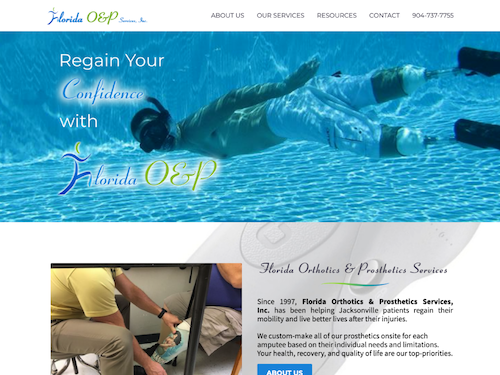 Florida O&P Services, Inc.
ABOUT US OUR SERVICES RESOURCES CONTACT 904-737-7755
Regain Your
Confidence
with
Florida O&P
Florida Orthotics & Prosthetics Services
Since 1997, Florida Orthotics & Prosthetics Services,
Inc. has been helping Jacksonville patients regain their
mobility and live better lives after their injuries.
We custom-make all of our prosthetics onsite for each
amputee based on their individual needs and limitations.
Your health, recovery, and quality of life are our top-priorities.
ABOUT US